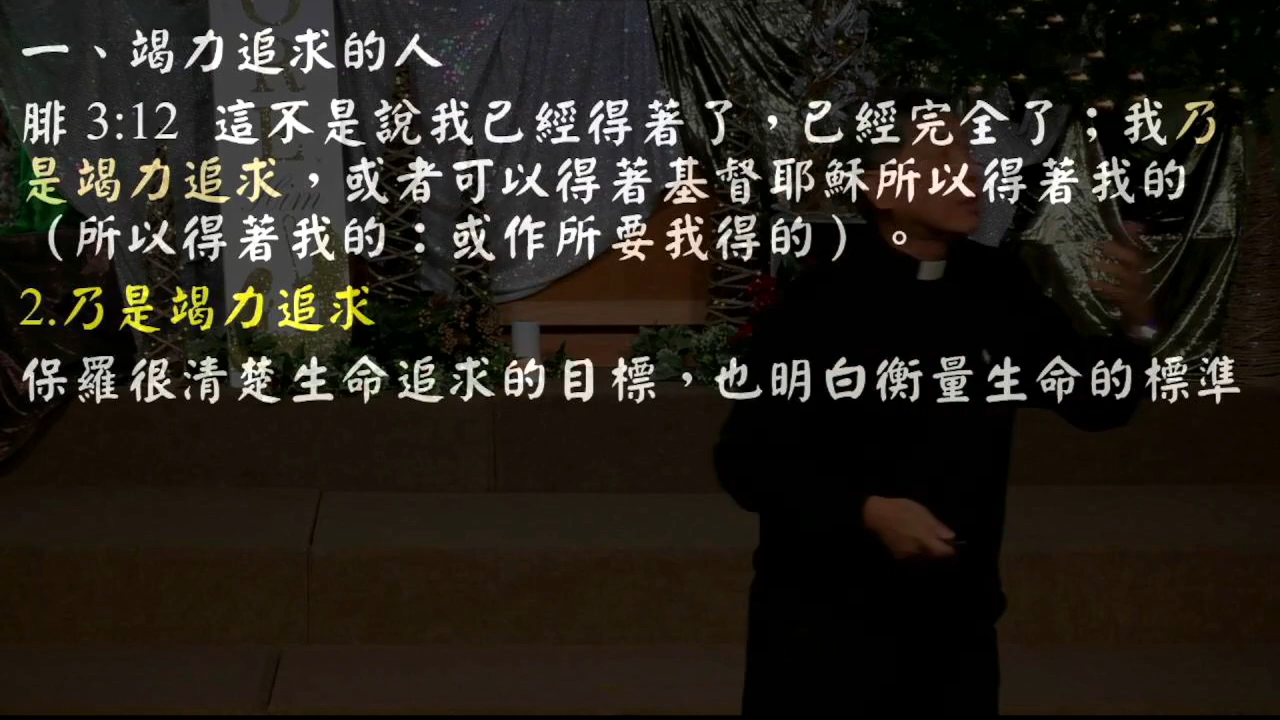 一、竭力追求的人
腓 3:12 這不是說我已經得著了，已經完全了；我乃
是竭力追求，或者可以得著基督耶穌所以得著我的
（所以得著我的：或作所要我得的）。
2.乃是竭力追求
保羅很清楚生命追求的目標，也明白衡量生命的標準